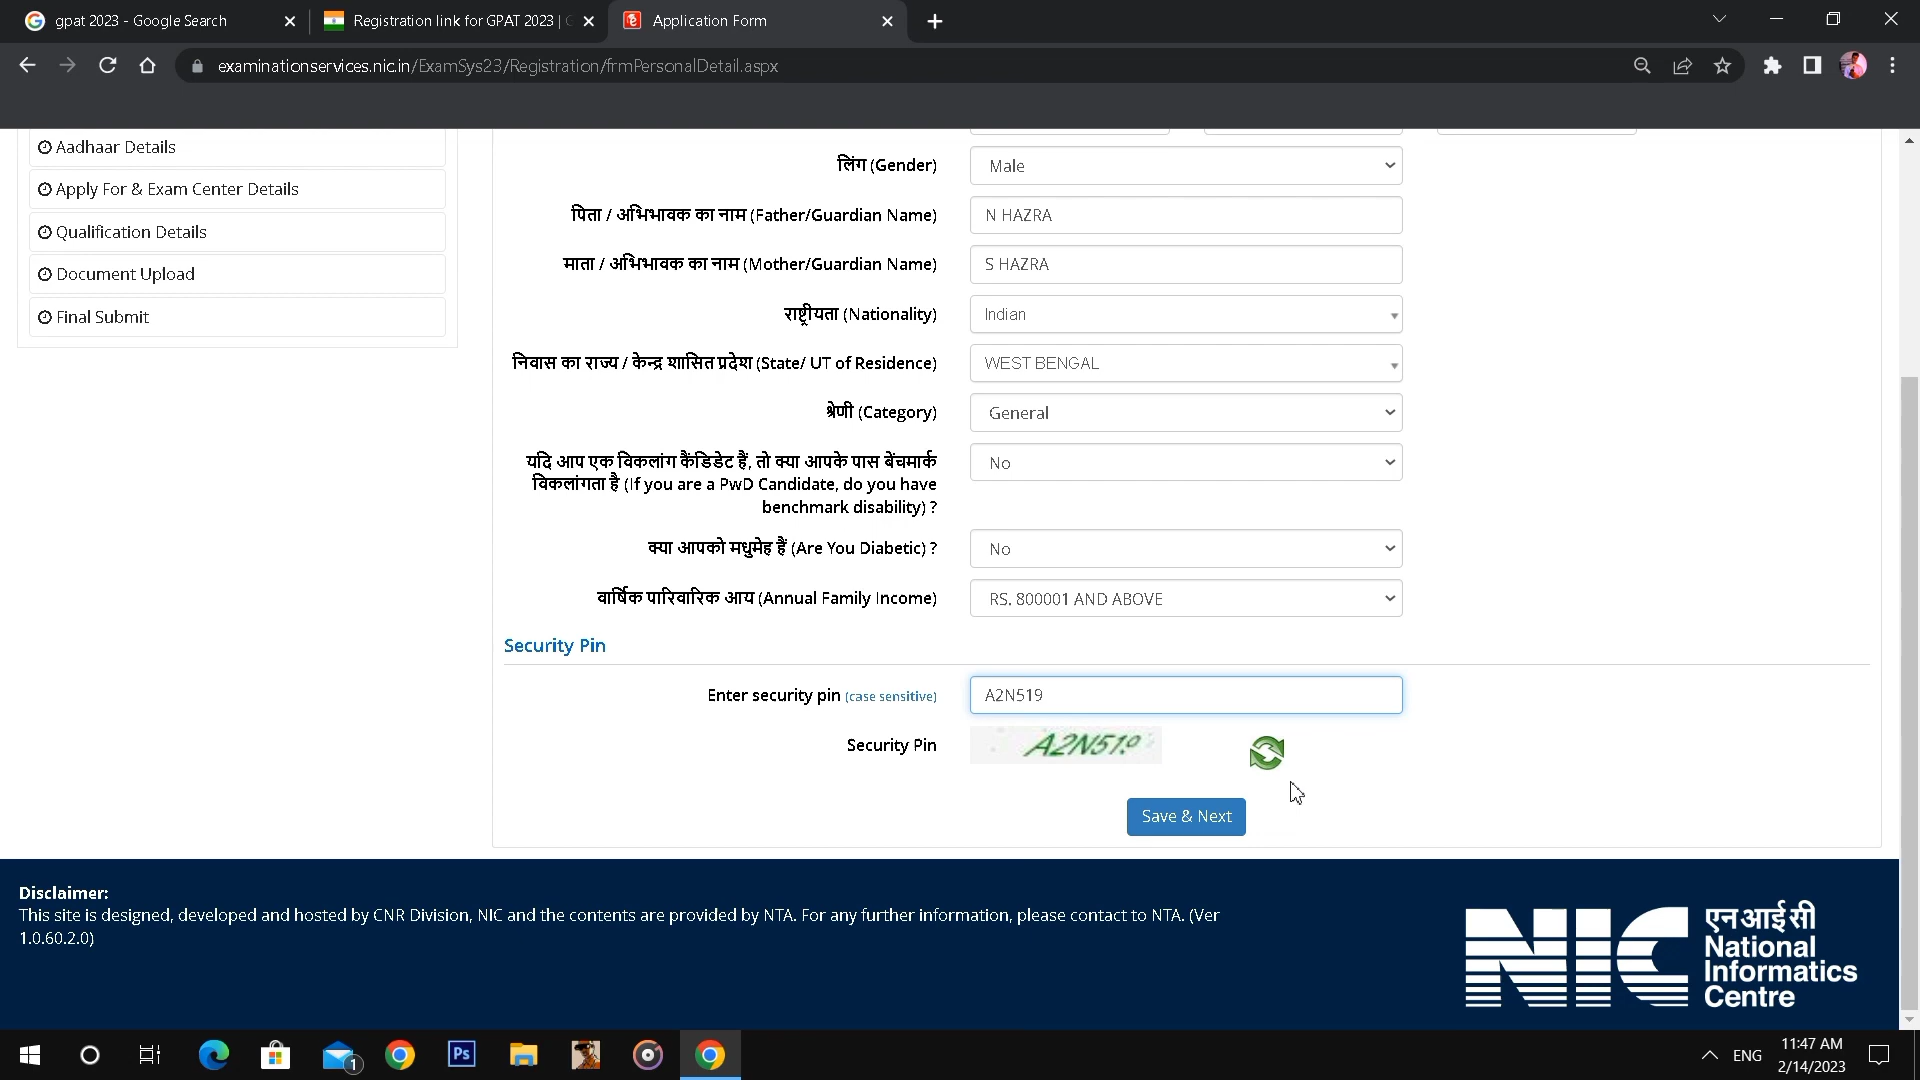 gpat 2023 - Google Search
Registration link for GPAT 2023 |
Application Form
examinationservices.nic.in/ExamSys23/Registration/frmPersonalDetail.aspx
Aadhaar Details
Apply For & Exam Center Details
Qualification Details
Document Upload
Final Submit
लिंग (Gender)
Male
पिता / अभिभावक का नाम (Father/Guardian Name)
N HAZRA
माता / अभिभावक का नाम (Mother/Guardian Name)
S HAZRA
राष्ट्रीयता (Nationality)
Indian
निवास का राज्य / केन्द्र शासित प्रदेश (State/ UT of Residence)
WEST BENGAL
श्रेणी (Category)
General
यदि आप एक विकलांग कैंडिडेट हैं, तो क्या आपके पास बेंचमार्क
विकलांगता है (If you are a PwD Candidate, do you have
benchmark disability) ?
No
क्या आपको मधुमेह हैं (Are You Diabetic) ?
No
वार्षिक पारिवारिक आय (Annual Family Income)
RS. 800001 AND ABOVE
Security Pin
Enter security pin (case sensitive)
A2N519
Security Pin
A2N519
Save & Next
Disclaimer:
This site is designed, developed and hosted by CNR Division, NIC and the contents are provided by NTA. For any further information, please contact to NTA. (Ver
1.0.60.2.0)
NIC
एन आई सी
National
Informatics
Centre
1
Ps
ENG
11:47 AM
2/14/2023